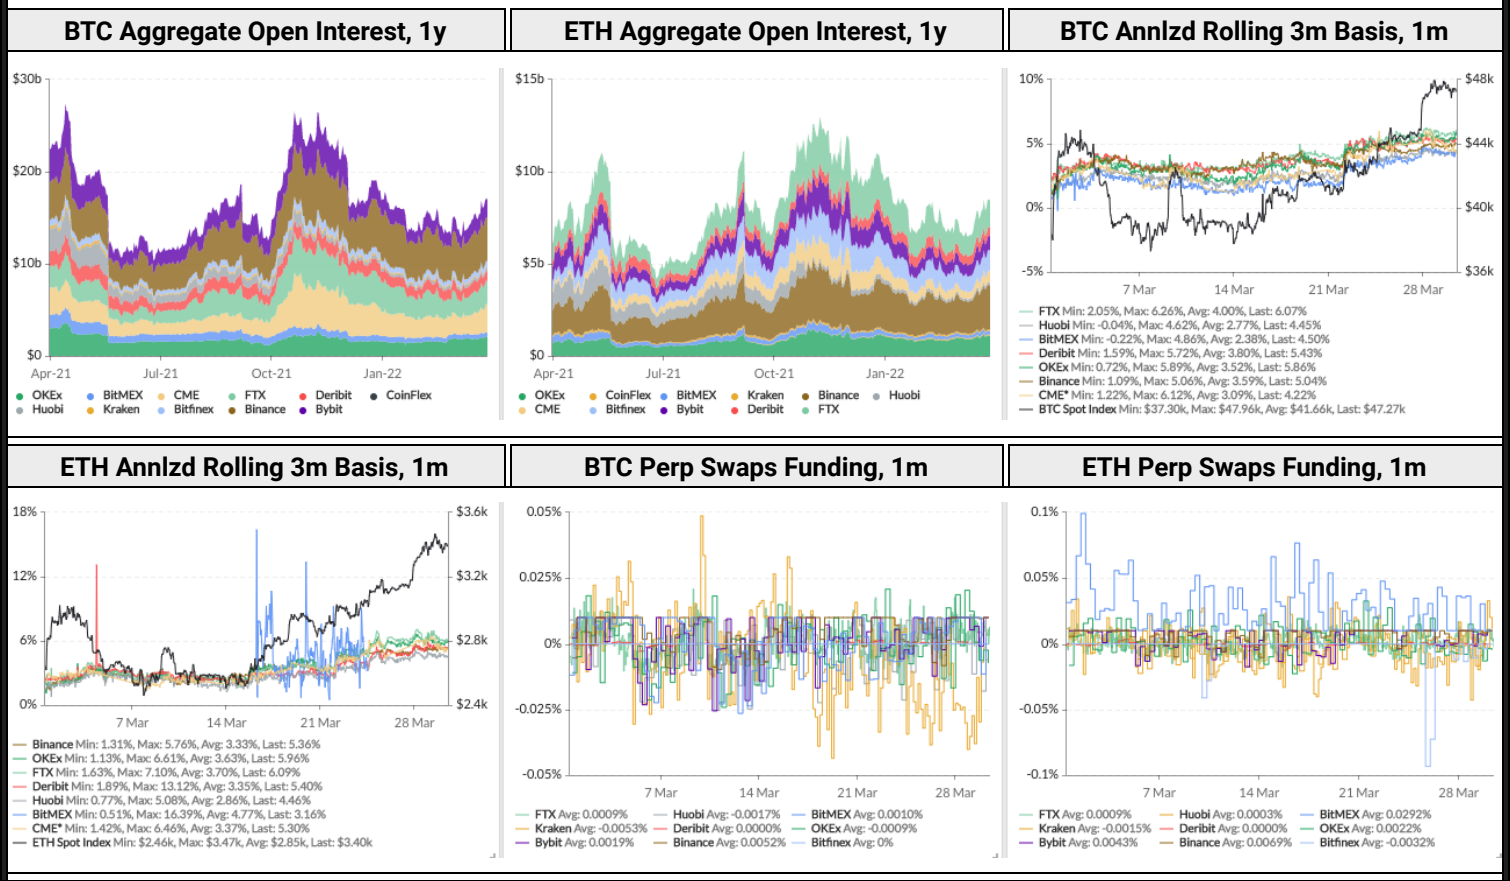 BTC Aggregate Open Interest, 1y
ETH Aggregate Open Interest, 1y
BTC Annlzd Rolling 3m Basis, 1m
$30b
$20b
$10b
$0
Apr-21 Jul-21 Oct-21 Jan-22
OKEx BitMEX CME FTX Deribit CoinFlex
Huobi Kraken Bitfinex Binance Bybit
$15b
$10b
$5b
$0
Apr-21 Jul-21 Oct-21 Jan-22
OKEx CoinFlex BitMEX Kraken Binance Huobi
CME Bitfinex Bybit Deribit FTX
10% $48k
5% $44k
0% $40k
-5% $36k
7 Mar 14 Mar 21 Mar 28 Mar
FTX Min: 2.05%, Max: 6.26%, Avg: 4.00%, Last: 6.07%
Huobi Min: -0.04%, Max: 4.62%, Avg: 2.77%, Last: 4.45%
BitMEX Min: -0.22%, Max: 4.86%, Avg: 2.38%, Last: 4.50%
Deribit Min: 1.59%, Max: 5.72%, Avg: 3.80%, Last: 5.43%
OKEx Min: 0.72%, Max: 5.89%, Avg: 3.52%, Last: 5.86%
Binance Min: 1.09%, Max: 5.06%, Avg: 3.59%, Last: 5.04%
CME* Min: 1.22%, Max: 6.12%, Avg: 3.09%, Last: 4.22%
BTC Spot Index Min: $37.30k, Max: $47.96k, Avg: $41.66k, Last: $47.27k
ETH Annlzd Rolling 3m Basis, 1m
BTC Perp Swaps Funding, 1m
ETH Perp Swaps Funding, 1m
18% $3.6k
12% $3.2k
6% $2.8k
0% $2.4k
7 Mar 14 Mar 21 Mar 28 Mar
Binance Min: 1.31%, Max: 5.76%, Avg: 3.33%, Last: 5.36%
OKEx Min: 1.13%, Max: 6.61%, Avg: 3.63%, Last: 5.96%
FTX Min: 1.63%, Max: 7.10%, Avg: 3.70%, Last: 6.09%
Deribit Min: 1.89%, Max: 13.12%, Avg: 3.35%, Last: 5.40%
Huobi Min: 0.77%, Max: 5.08%, Avg: 2.86%, Last: 4.46%
BitMEX Min: 0.51%, Max: 16.39%, Avg: 4.77%, Last: 3.16%
CME* Min: 1.42%, Max: 6.46%, Avg: 3.37%, Last: 5.30%
ETH Spot Index Min: $2.46k, Max: $3.47k, Avg: $2.85k, Last: $3.40k
0.05%
0.025%
0%
-0.025%
-0.05%
7 Mar 14 Mar 21 Mar 28 Mar
FTX Avg: 0.0009% Huobi Avg: -0.0017% BitMEX Avg: 0.0010%
Kraken Avg: -0.0053% Deribit Avg: 0.0000% OKEx Avg: -0.0009%
Bybit Avg: 0.0019% Binance Avg: 0.0052% Bitfinex Avg: 0%
0.1%
0.05%
0%
-0.05%
-0.1%
7 Mar 14 Mar 21 Mar 28 Mar
FTX Avg: 0.0009% Huobi Avg: 0.0003% BitMEX Avg: 0.0292%
Kraken Avg: -0.0015% Deribit Avg: 0.0000% OKEx Avg: 0.0022%
Bybit Avg: 0.0043% Binance Avg: 0.0069% Bitfinex Avg: -0.0032%